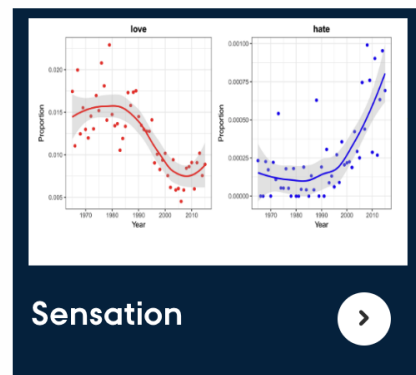 love
hate
0.020
0.015
0.010
0.005
Proportion
1970
1980
1990
2000
2010
Year
0.00100
0.00075
0.00050
0.00025
0.00000
Proportion
1970
1980
1990
2000
2010
Year
Sensation